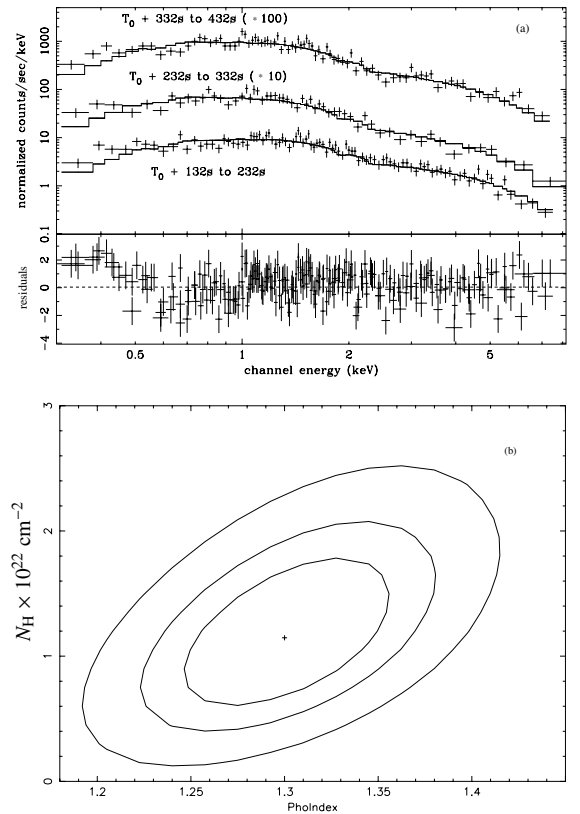 T₀ + 332s to 432s ( * 100)
(a)
T₀ + 232s to 332s ( * 10)
T₀ + 132s to 232s
normalized counts/sec/keV
1000
100
10
1
0.1
residuals
2
0
−2
−4
0.5
1
2
5
channel energy (keV)
(b)
N_H × 10²² cm⁻²
3
2
1
0
1.2
1.25
1.3
1.35
1.4
PhoIndex